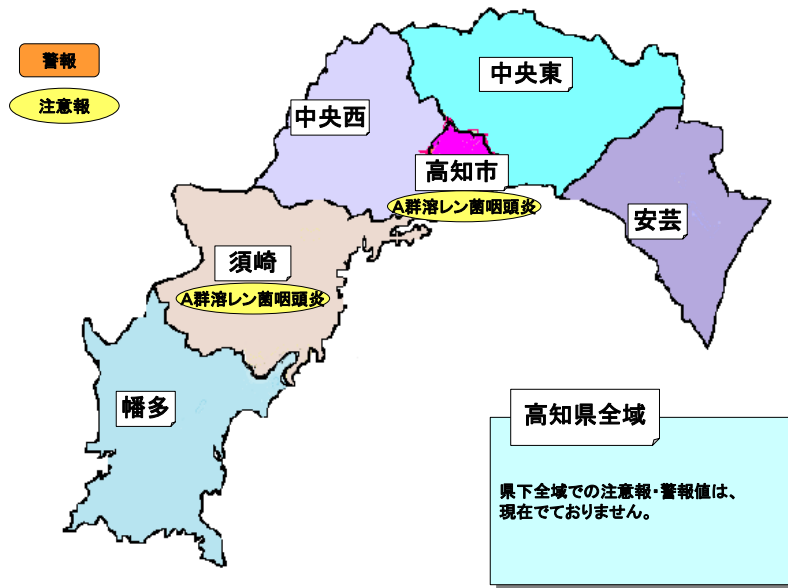 警報
注意報
中央東
中央西
高知市
A群溶レン菌咽頭炎
安芸
須崎
A群溶レン菌咽頭炎
幡多
高知県全域
県下全域での注意報・警報値は、
現在でておりません。